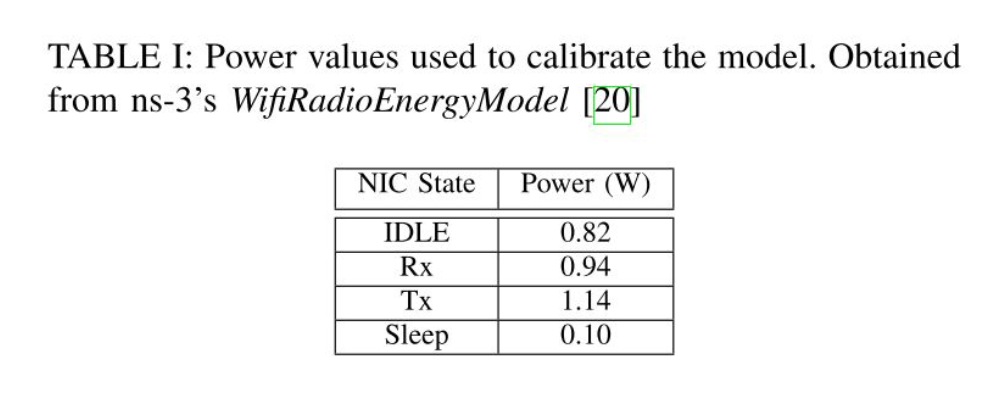 TABLE I: Power values used to calibrate the model. Obtained
from ns-3's WifiRadioEnergyModel [20]
NIC State Power (W)
IDLE 0.82
Rx 0.94
Tx 1.14
Sleep 0.10